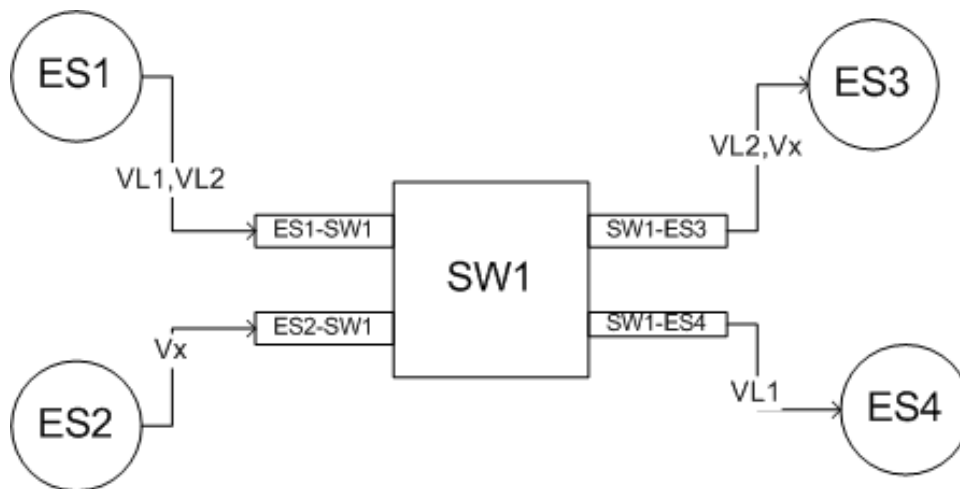 ES1
ES3
VL1,VL2
VL2,Vx
ES1-SW1
SW1-ES3
SW1
ES2-SW1
SW1-ES4
Vx
VL1
ES2
ES4